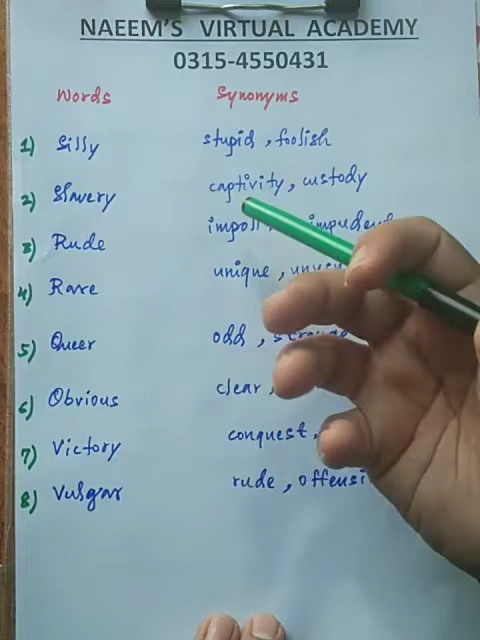 NAEEM'S VIRTUAL ACADEMY
0315-4550431
Words Synonyms
1) Silly stupid, foolish
2) Slavery captivity, custody
3) Rude
4) Rare unique,
5) Queer odd, strange
6) Obvious clear,
7) Victory conquest,
8) Vulgar rude,